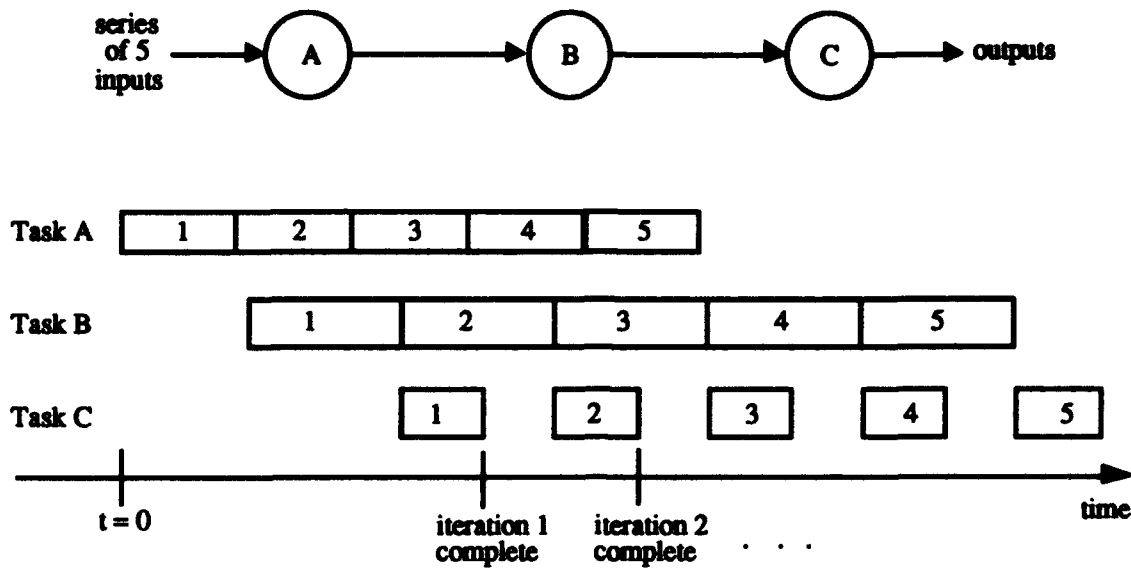 series
of 5
inputs
A
B
C
outputs
Task A
1 2 3 4 5
Task B
1 2 3 4 5
Task C
1 2 3 4 5
t = 0
iteration 1
complete
iteration 2
complete
. . .
time